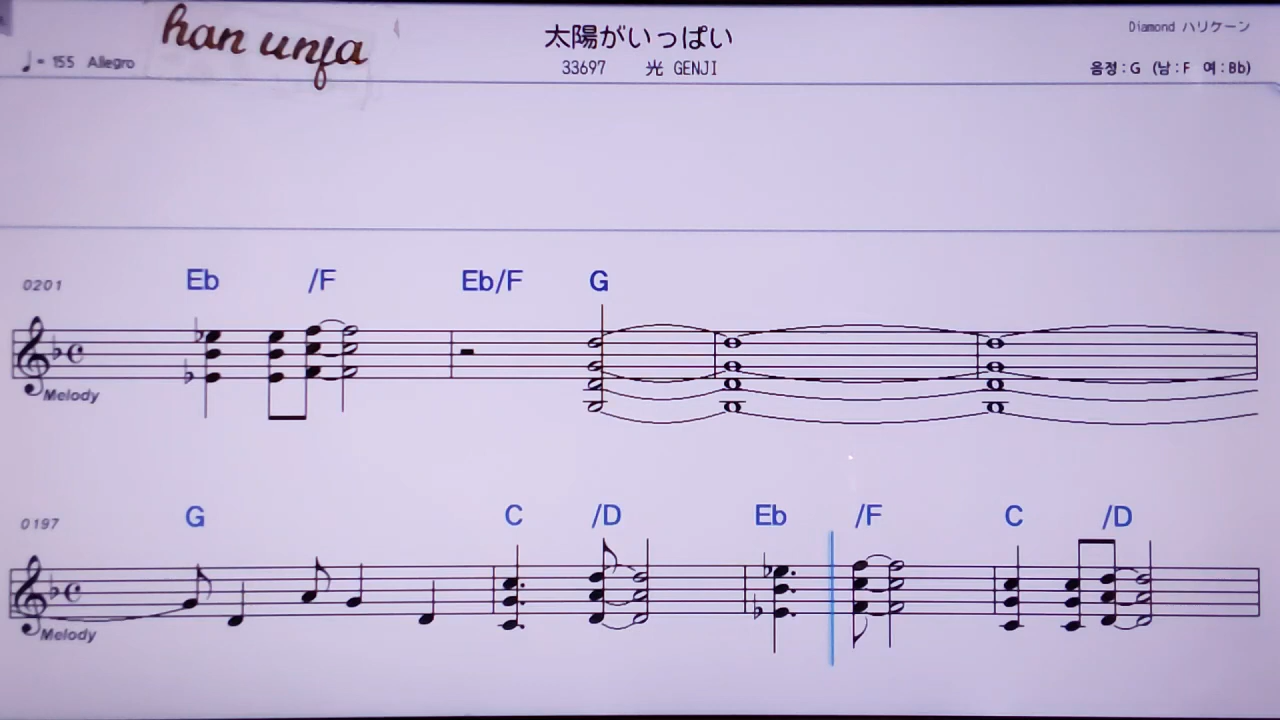 han unfa
太陽がいっぱい
Diamond ハリケーン
♩= 155 Allegro
33697 光 GENJI
음정 : G (남 : F 여 : Bb)
0201 Eb /F Eb/F G
Melody
0197 G C /D Eb /F C /D
Melody